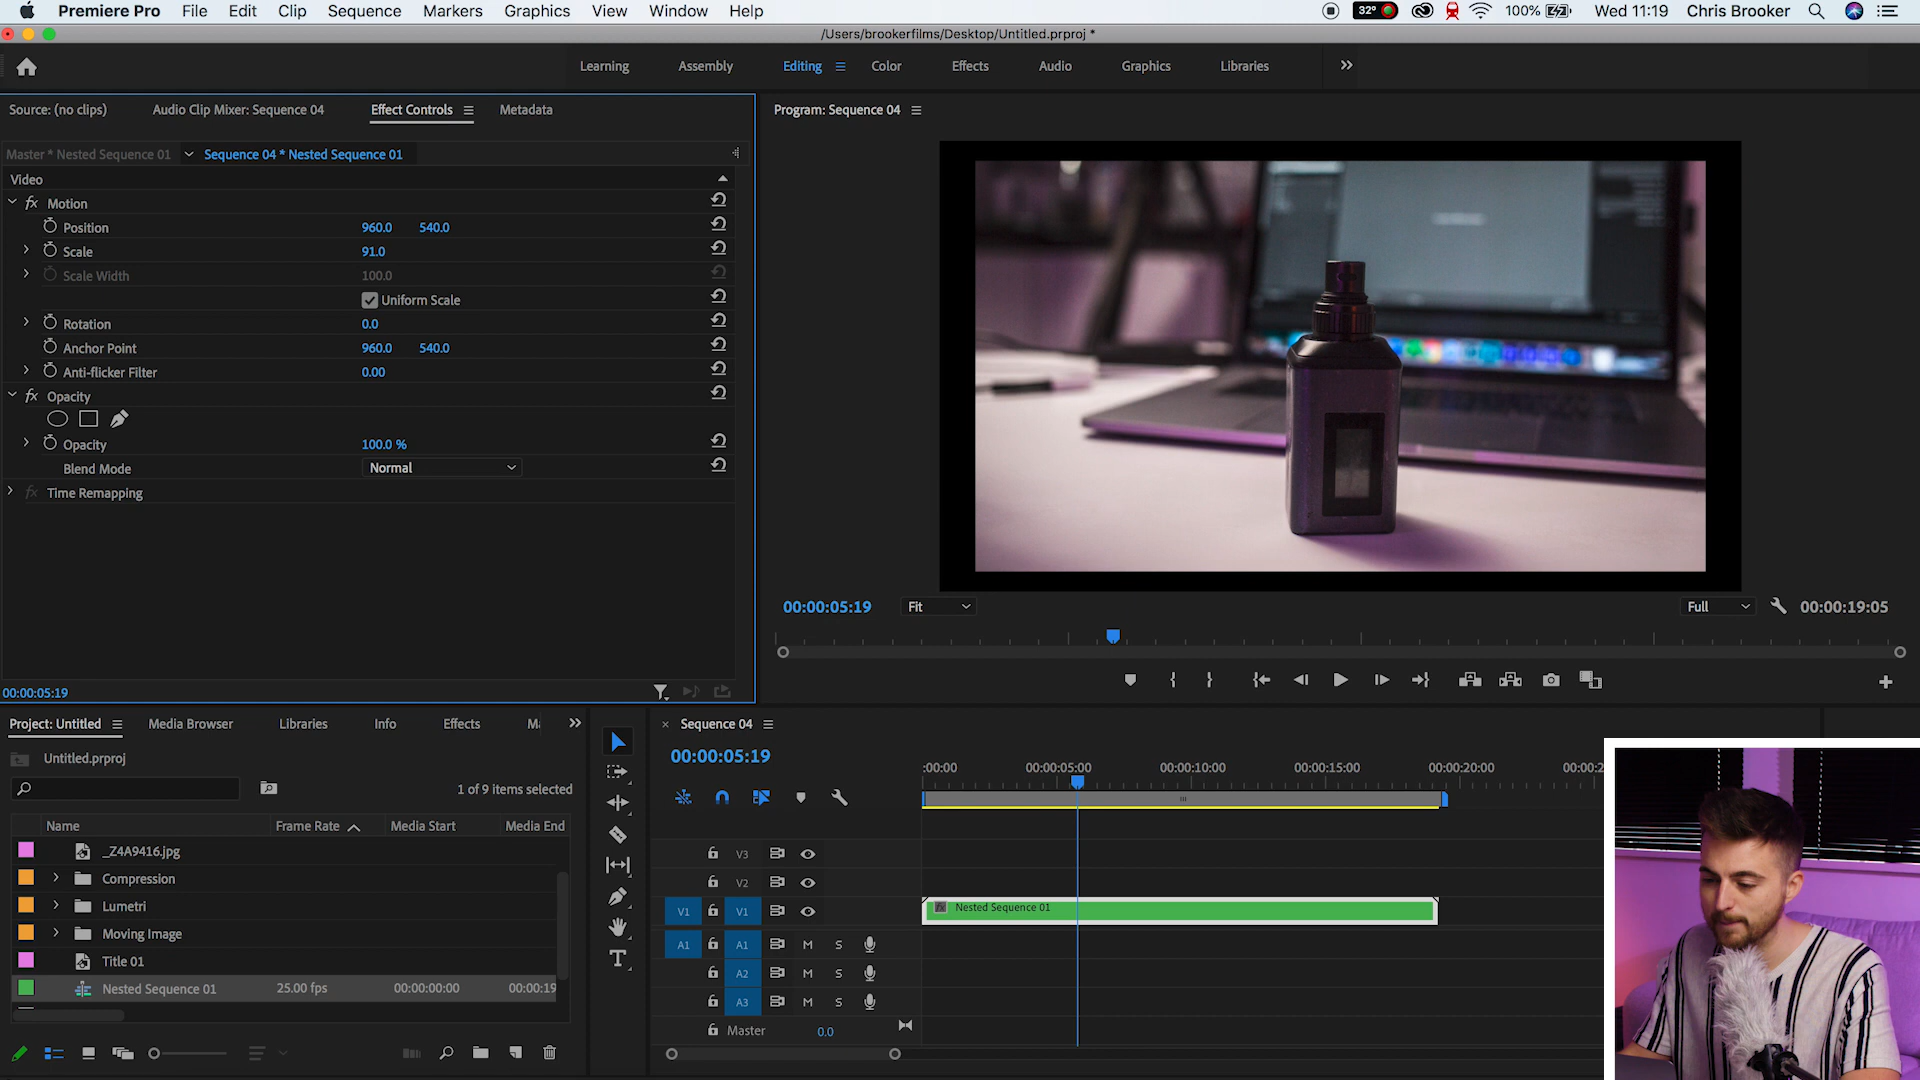 Premiere Pro File Edit Clip Sequence Markers Graphics View Window Help 32° 100% Wed 11:19 Chris Brooker
/Users/brookerfilms/Desktop/Untitled.prproj *
Learning Assembly Editing Color Effects Audio Graphics Libraries
Source: (no clips) Audio Clip Mixer: Sequence 04 Effect Controls Metadata
Master * Nested Sequence 01 Sequence 04 * Nested Sequence 01
Video
fx Motion
Position 960.0 540.0
Scale 91.0
Scale Width 100.0
Uniform Scale
Rotation 0.0
Anchor Point 960.0 540.0
Anti-flicker Filter 0.00
fx Opacity
Opacity 100.0 %
Blend Mode Normal
fx Time Remapping
00:00:05:19
Program: Sequence 04
00:00:05:19 Fit Full 00:00:19:05
Project: Untitled Media Browser Libraries Info Effects
Untitled.prproj
1 of 9 items selected
Name Frame Rate Media Start Media End
_Z4A9416.jpg
Compression
Lumetri
Moving Image
Title 01
Nested Sequence 01 25.00 fps 00:00:00:00 00:00:19
Sequence 04
00:00:05:19
:00:00 00:00:05:00 00:00:10:00 00:00:15:00 00:00:20:00 00:00:2
V3
V2
V1 V1 fx Nested Sequence 01
A1 A1 M S
A2 M S
A3 M S
Master 0.0